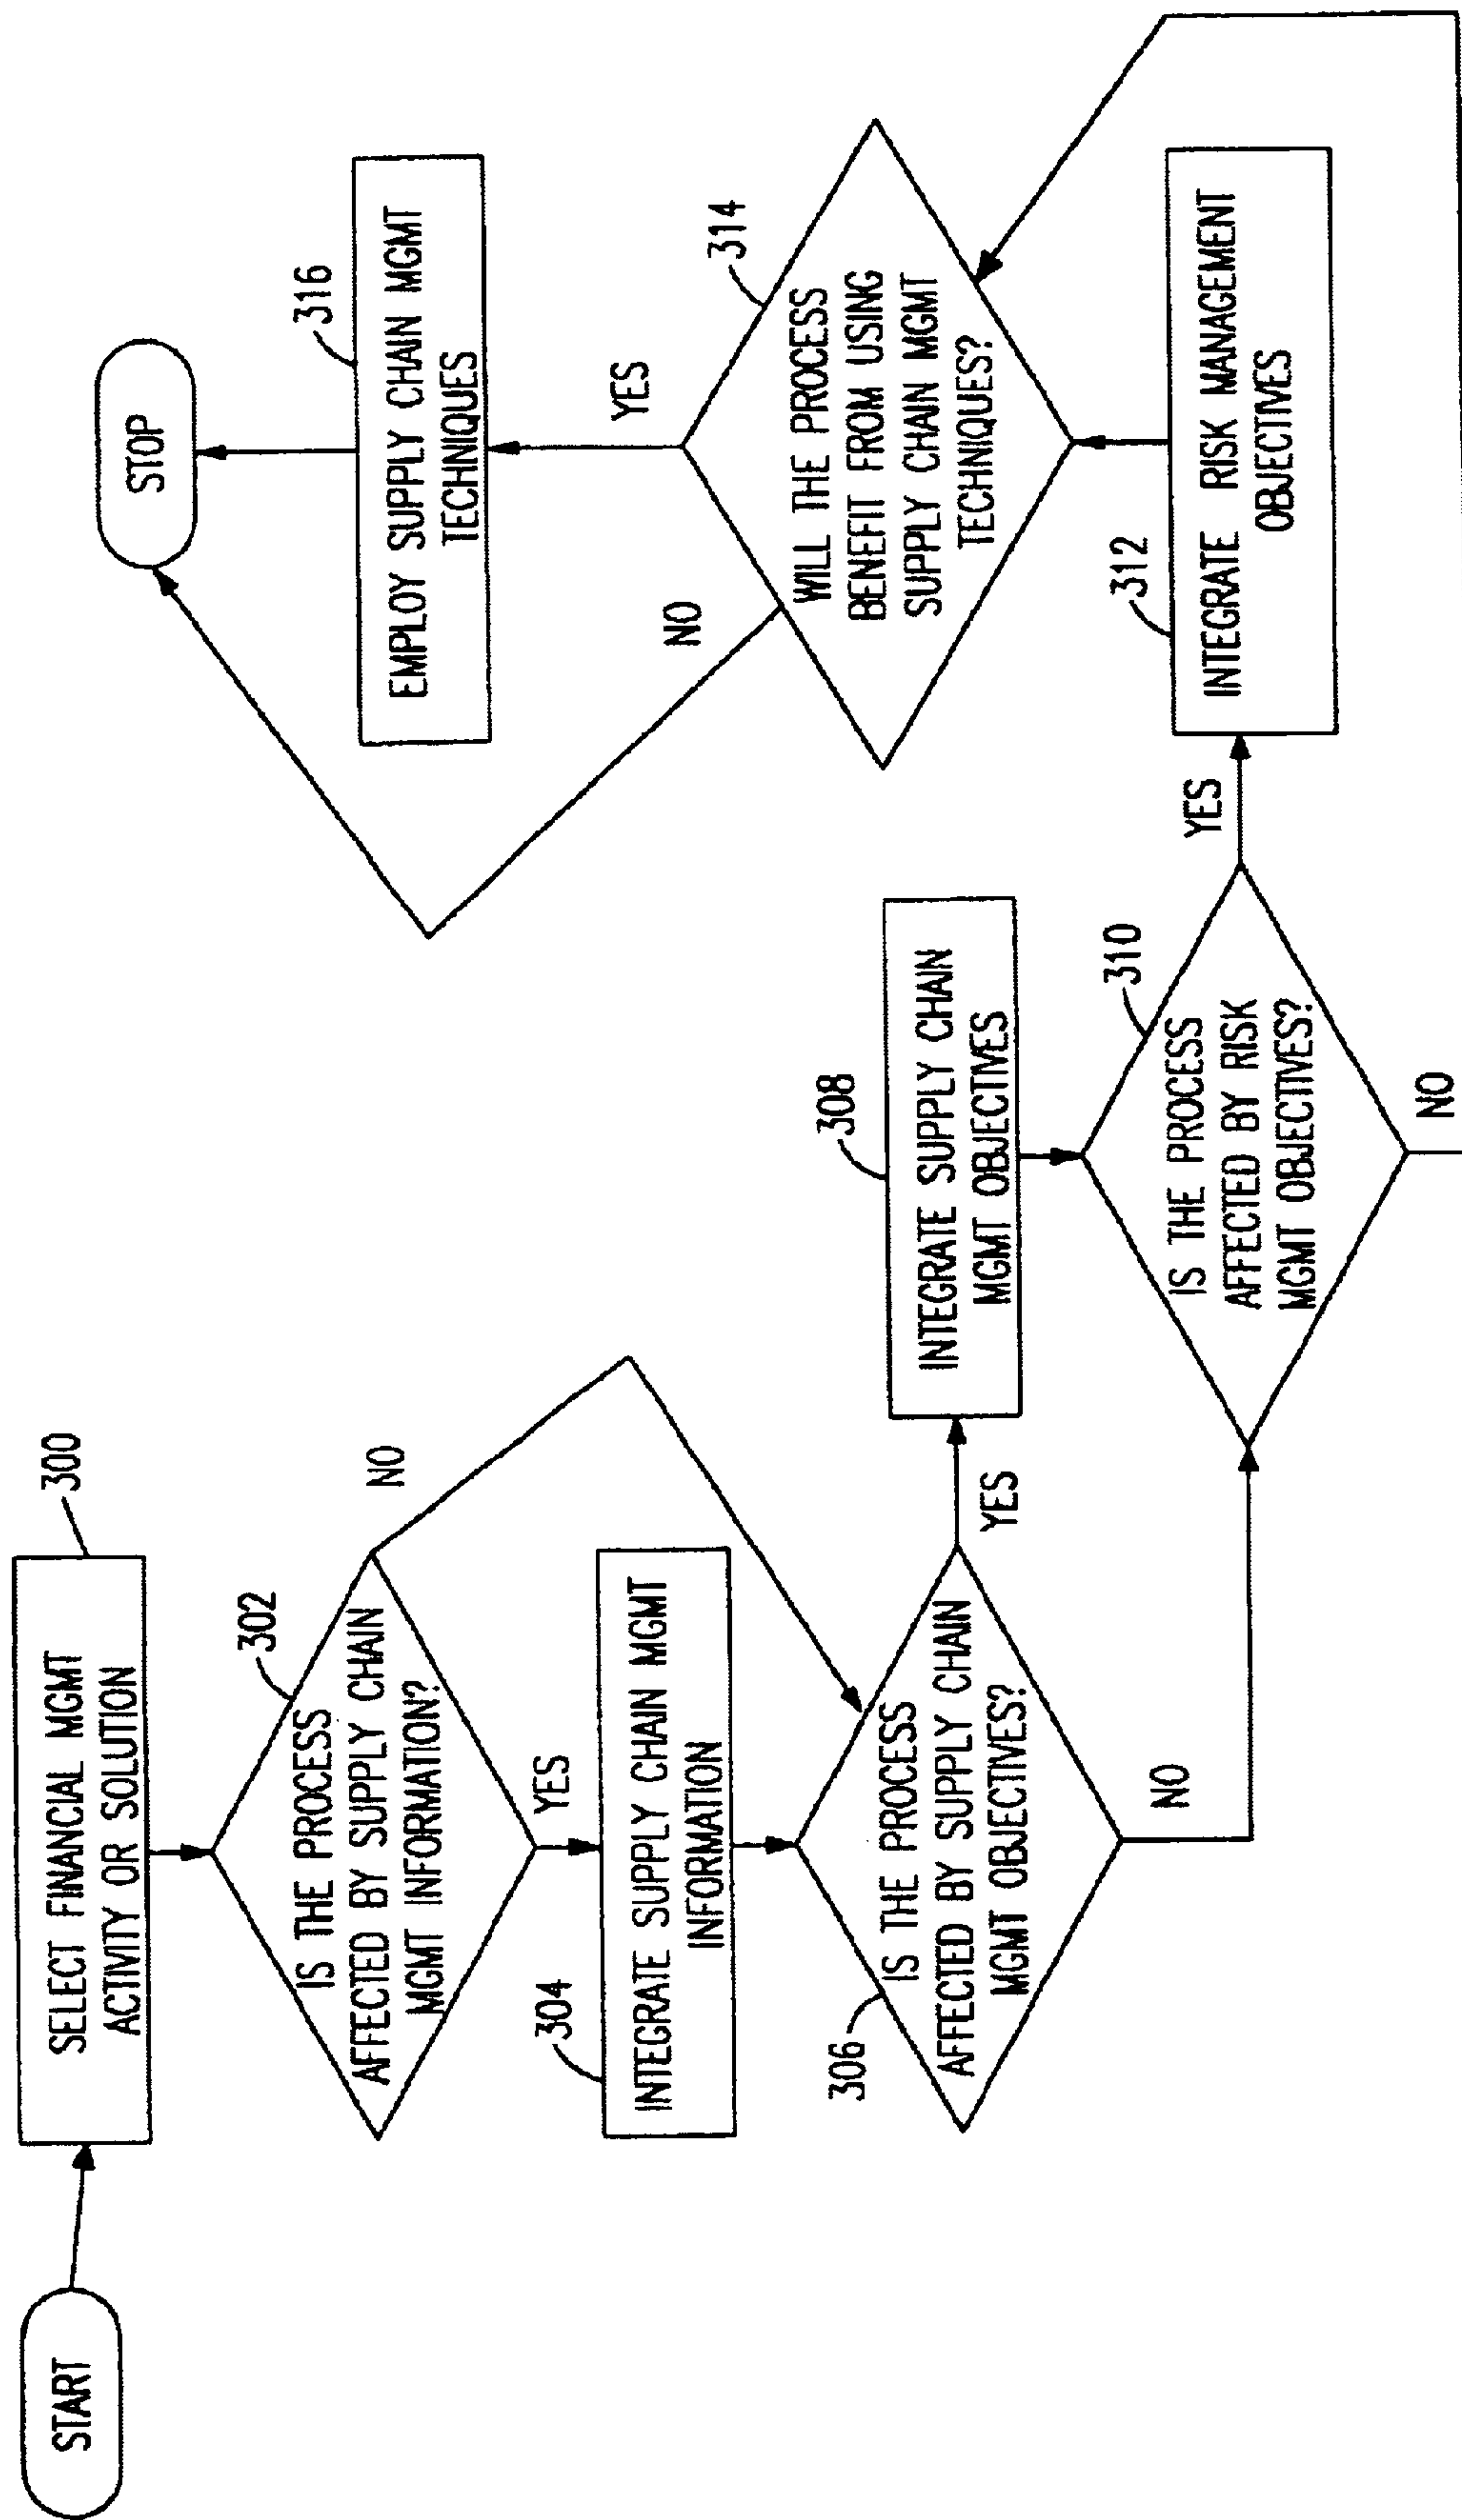 START
300
SELECT FINANCIAL MGMT
ACTIVITY OR SOLUTION
302
IS THE PROCESS
AFFECTED BY SUPPLY CHAIN
MGMT INFORMATION?
NO
YES
304
INTEGRATE SUPPLY CHAIN MGMT
INFORMATION
306
IS THE PROCESS
AFFECTED BY SUPPLY CHAIN
MGMT OBJECTIVES?
YES
NO
308
INTEGRATE SUPPLY CHAIN
MGMT OBJECTIVES
310
IS THE PROCESS
AFFECTED BY RISK
MGMT OBJECTIVES?
YES
NO
312
INTEGRATE RISK MANAGEMENT
OBJECTIVES
314
WILL THE PROCESS
BENEFIT FROM USING
SUPPLY CHAIN MGMT
TECHNIQUES?
YES
NO
316
EMPLOY SUPPLY CHAIN MGMT
TECHNIQUES
STOP